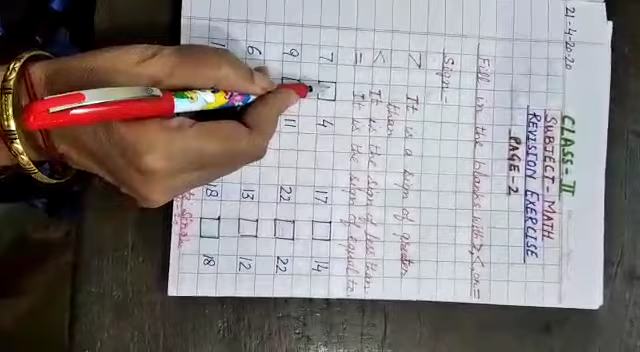 21-4-2020
CLASS-II
SUBJECT-MATH
REVISION EXERCISE
PAGE-2
Fill in the blanks with >, <, or =
Sign-
> It is a sign of greater
than
< It is the sign of less than
= It is the sign of equal to
7 4 17 14
9 11 22 22
6 13 12
18 18